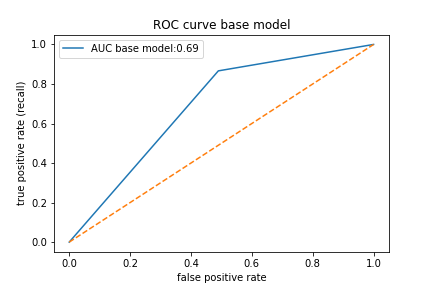 ROC curve base model
AUC base model:0.69
true positive rate (recall)
1.0
0.8
0.6
0.4
0.2
0.0
0.0 0.2 0.4 0.6 0.8 1.0
false positive rate